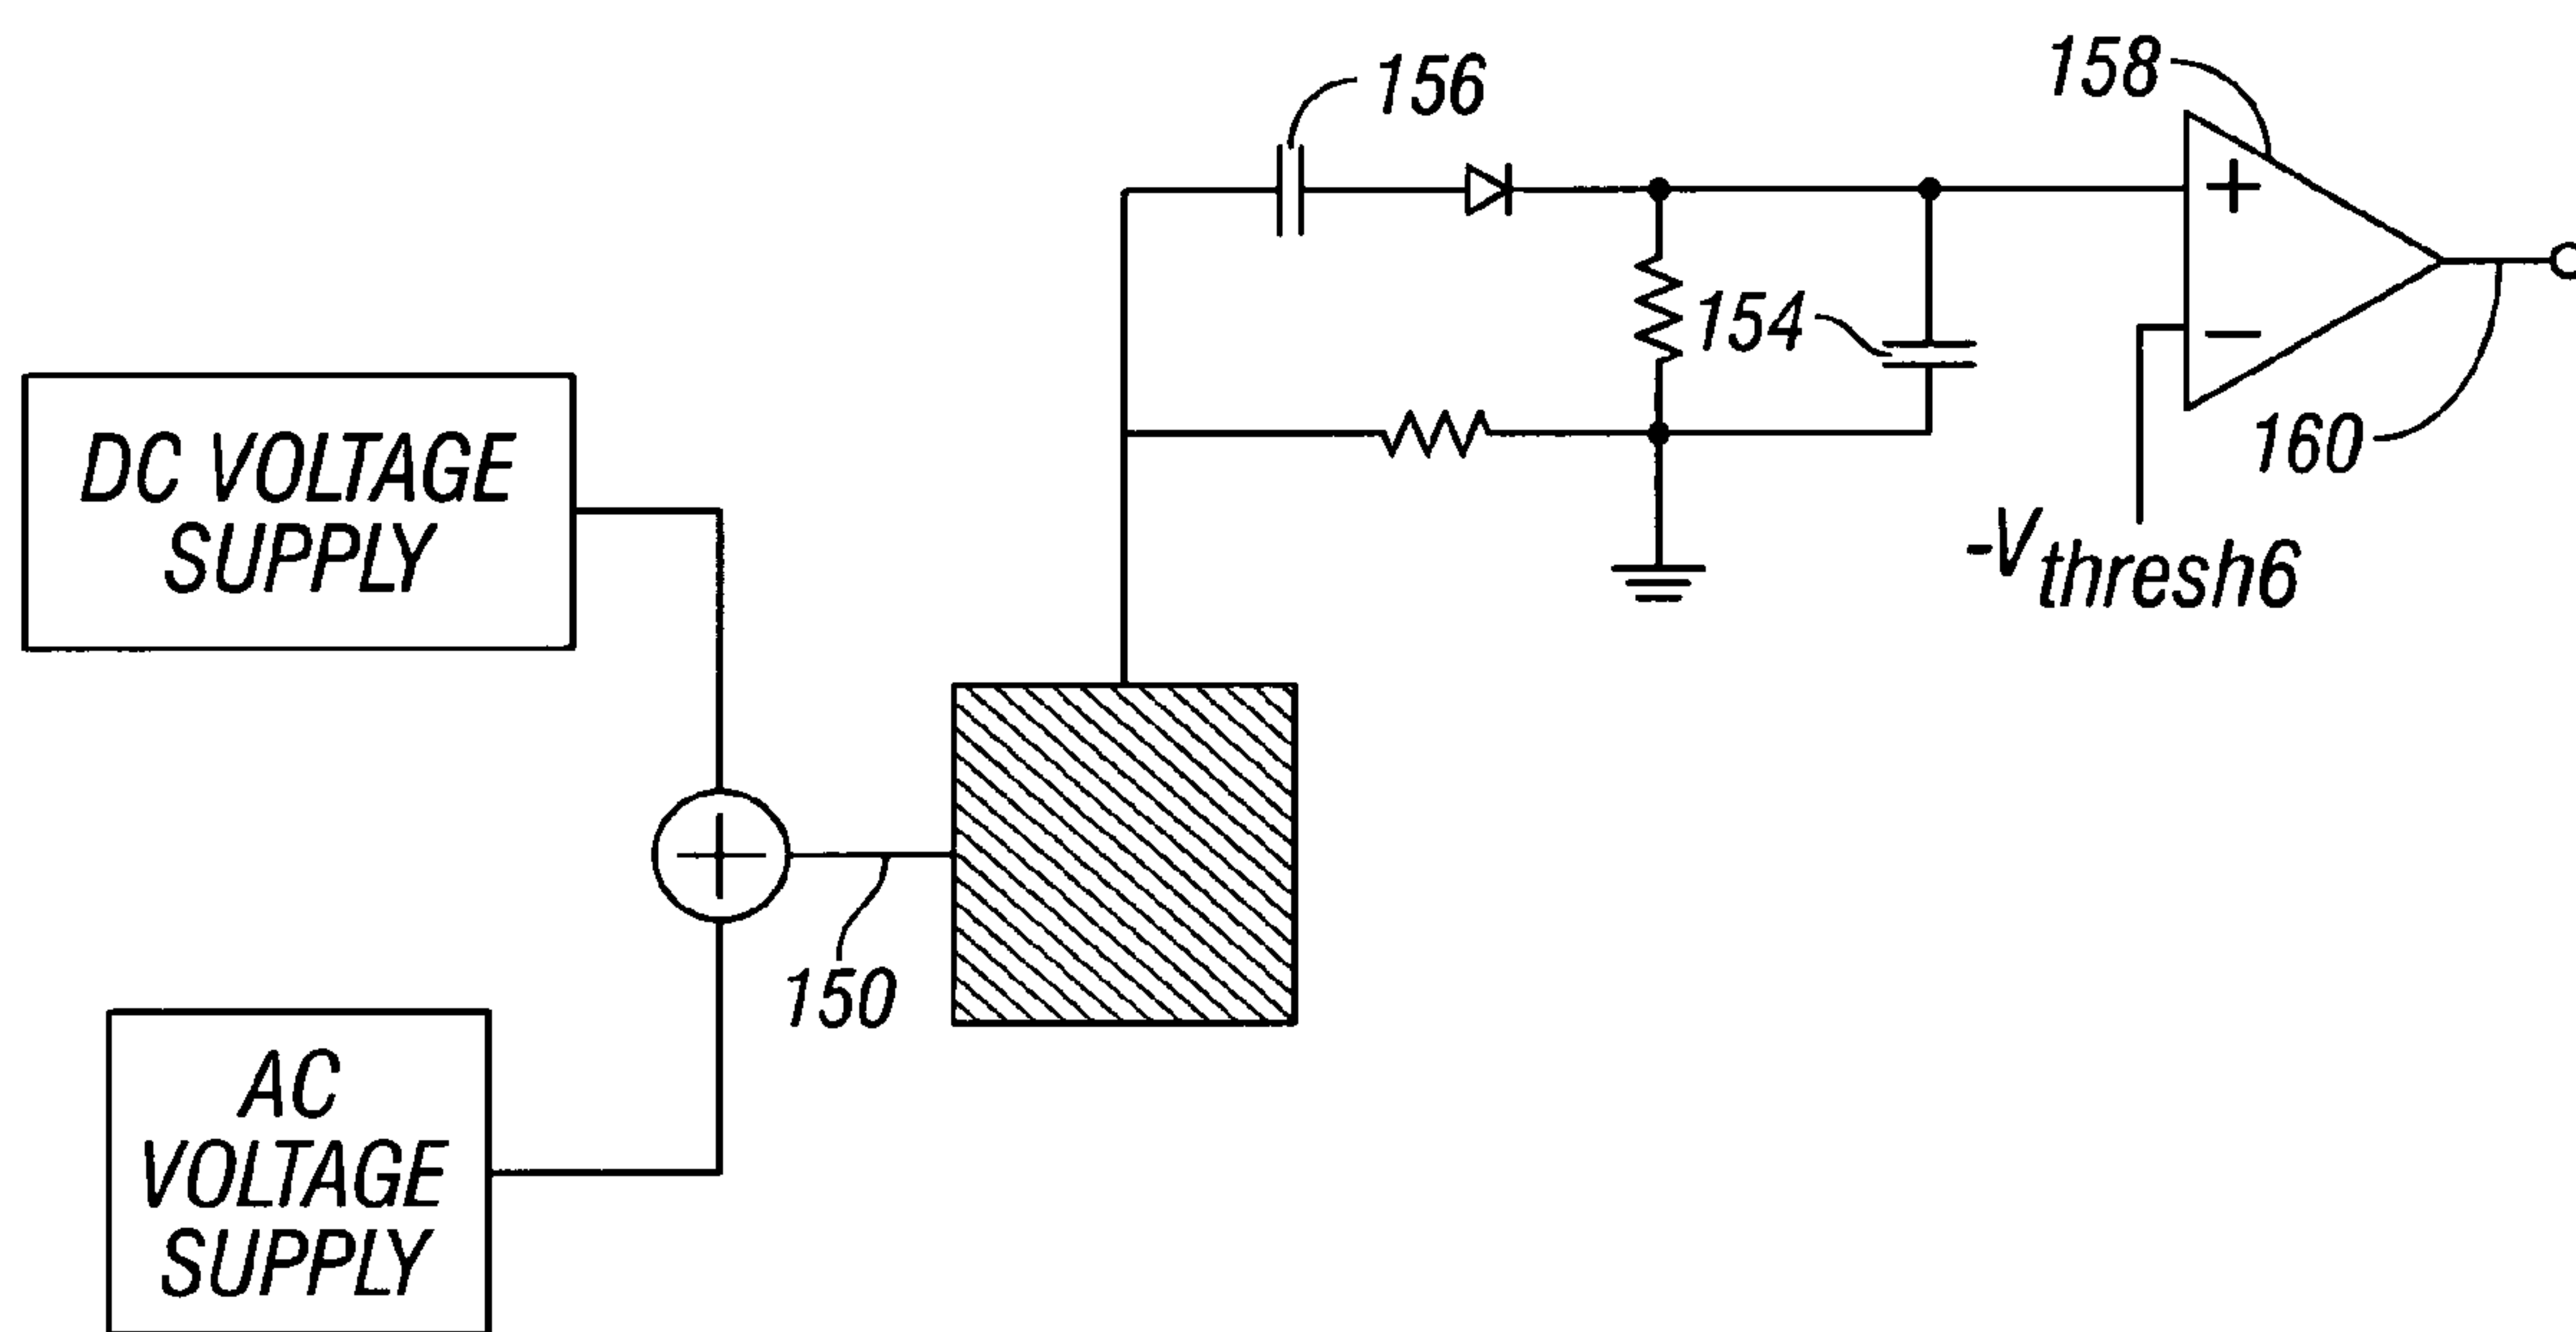 156
158
+
154
−
160
-Vthresh6
DC VOLTAGE
SUPPLY
150
AC
VOLTAGE
SUPPLY